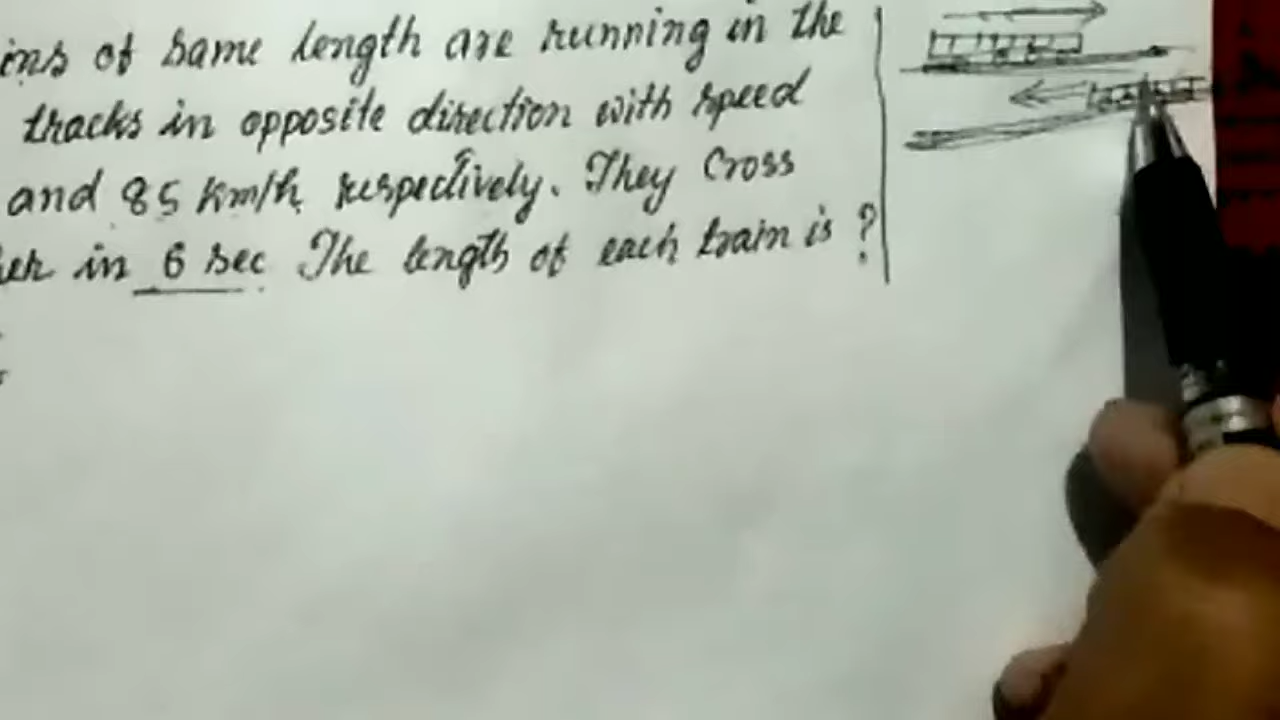 ins of same length are running in the
tracks in opposite direction with speed
and 85 Km/h respectively. They Cross
her in 6 sec The length of each train is ?